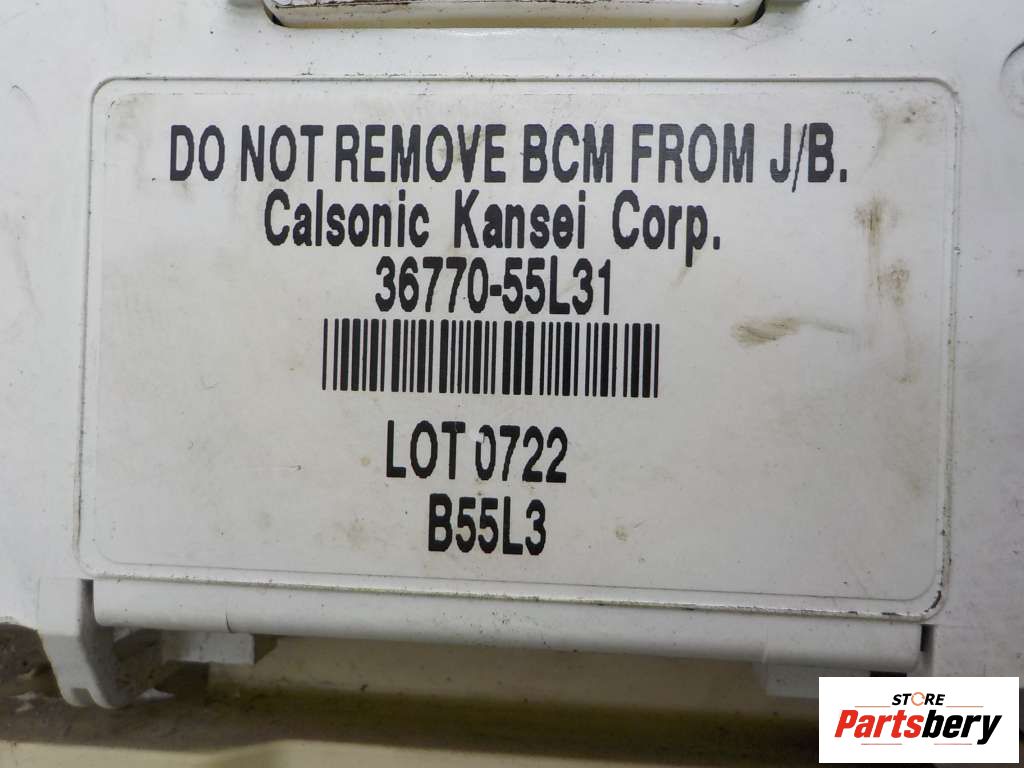 DO NOT REMOVE BCM FROM J/B.
Calsonic Kansei Corp.
36770-55L31
LOT 0722
B55L3
STORE
Partsbery